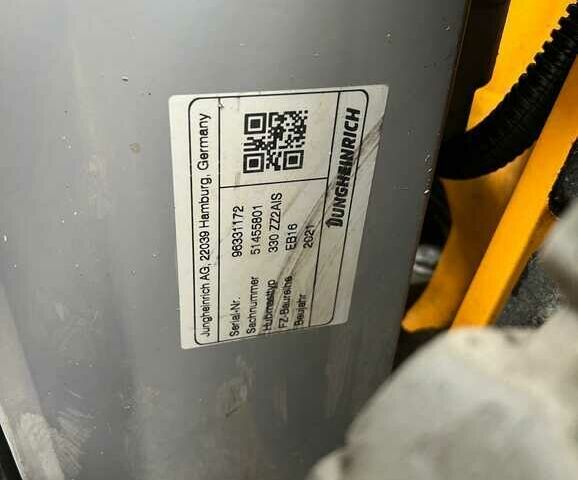 Jungheinrich AG, 22039 Hamburg, Germany
Serial-Nr. 96331172
Sachnummer 51455801
Hubmasttyp 330 ZZ2AIS
FZ-Baureihe EB16
Baujahr 2021
JUNGHEINRICH